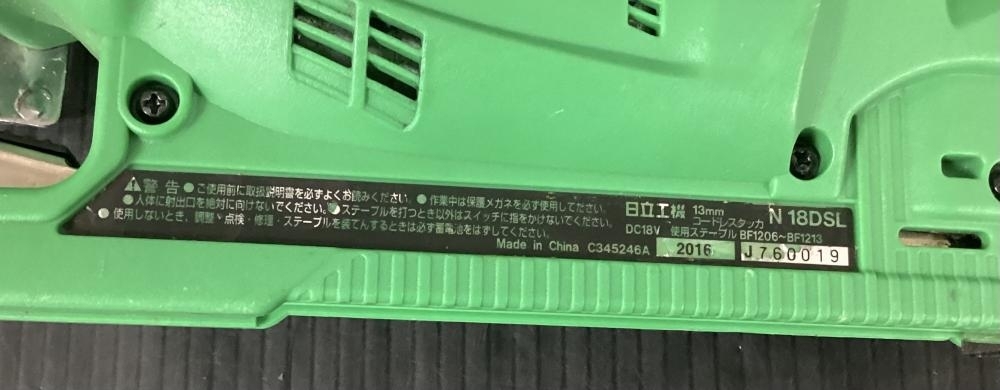 警告 ●ご使用前に取扱説明書を必ずよくお読みください。●作業中は保護メガネを必ず使用してください。
●人体に射出口を絶対に向けないでください。●ステープルを打つとき以外はスイッチに指をかけないでください。
●使用しないとき、調整・点検・修理・ステープルを装てんするときは必ず蓄電池をはずしてください。
日立工機 13mm コードレスタッカ N 18DSL
DC18V 使用ステープル BF1206~BF1213
Made in China C345246A 2016 J760019